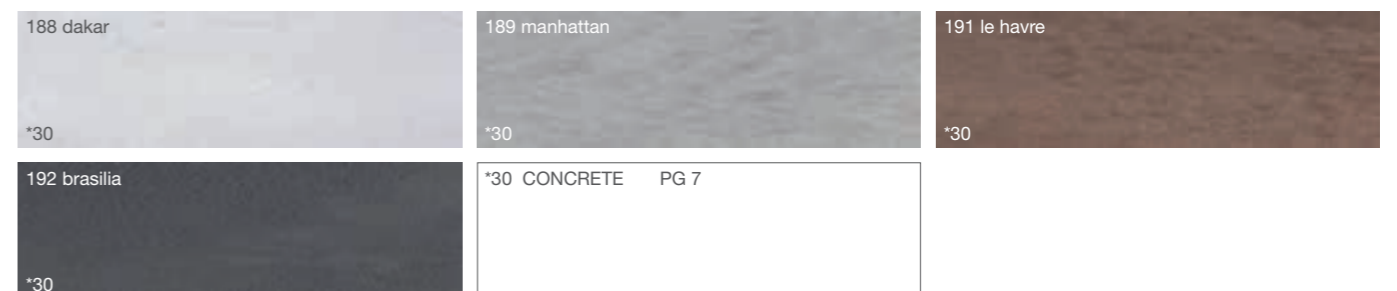 188 dakar
*30
189 manhattan
*30
191 le havre
*30
192 brasilia
*30
*30 CONCRETE PG 7